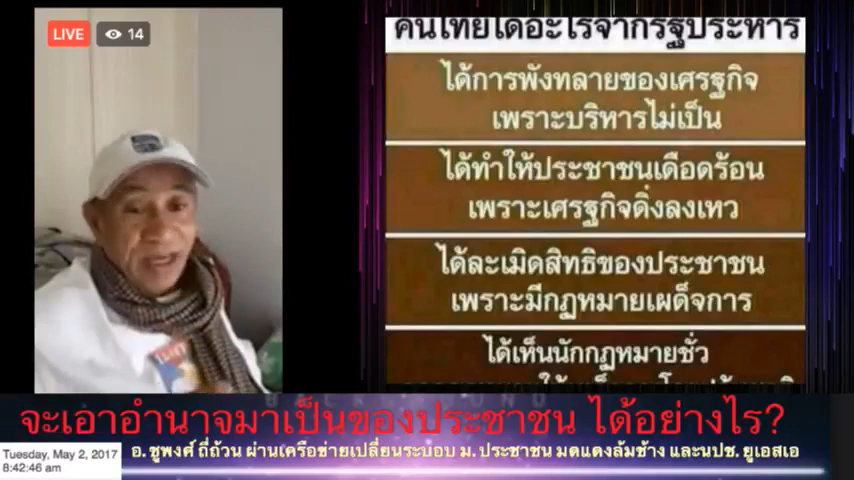 LIVE 14
คนไทยได้อะไรจากรัฐประหาร
ได้การพังทลายของเศรฐกิจ
เพราะบริหารไม่เป็น
ได้ทำให้ประชาชนเดือดร้อน
เพราะเศรฐกิจดิ่งลงเหว
ได้ละเมิดสิทธิของประชาชน
เพราะมีกฎหมายเผด็จการ
ได้เห็นนักกฎหมายชั่ว
จะเอาอำนาจมาเป็นของประชาชน ได้อย่างไร?
Tuesday, May 2, 2017
8:42:46 am
อ. ชูพงศ์ ถี่ถ้วน ผ่านเครือข่ายเปลี่ยนระบอบ ม. ประชาชน มดแดงล้มช้าง และนปช. ยูเอสเอ